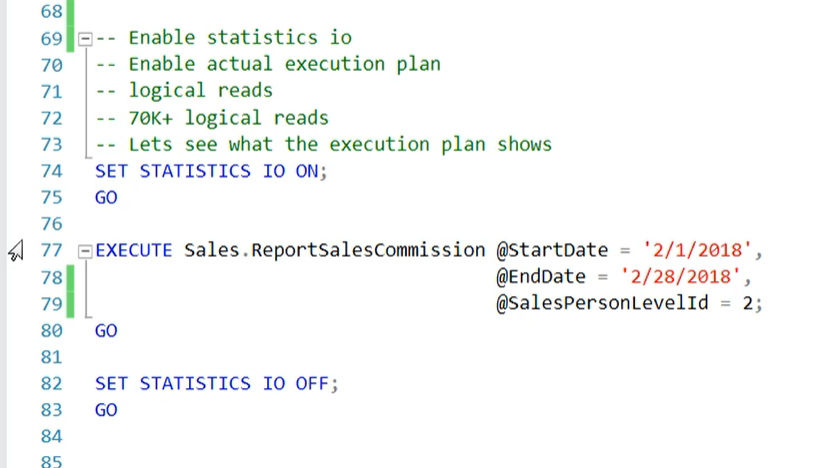 68
69 -- Enable statistics io
70 -- Enable actual execution plan
71 -- logical reads
72 -- 70K+ logical reads
73 -- Lets see what the execution plan shows
74 SET STATISTICS IO ON;
75 GO
76
77 EXECUTE Sales.ReportSalesCommission @StartDate = '2/1/2018',
78 @EndDate = '2/28/2018',
79 @SalesPersonLevelId = 2;
80 GO
81
82 SET STATISTICS IO OFF;
83 GO
84
85